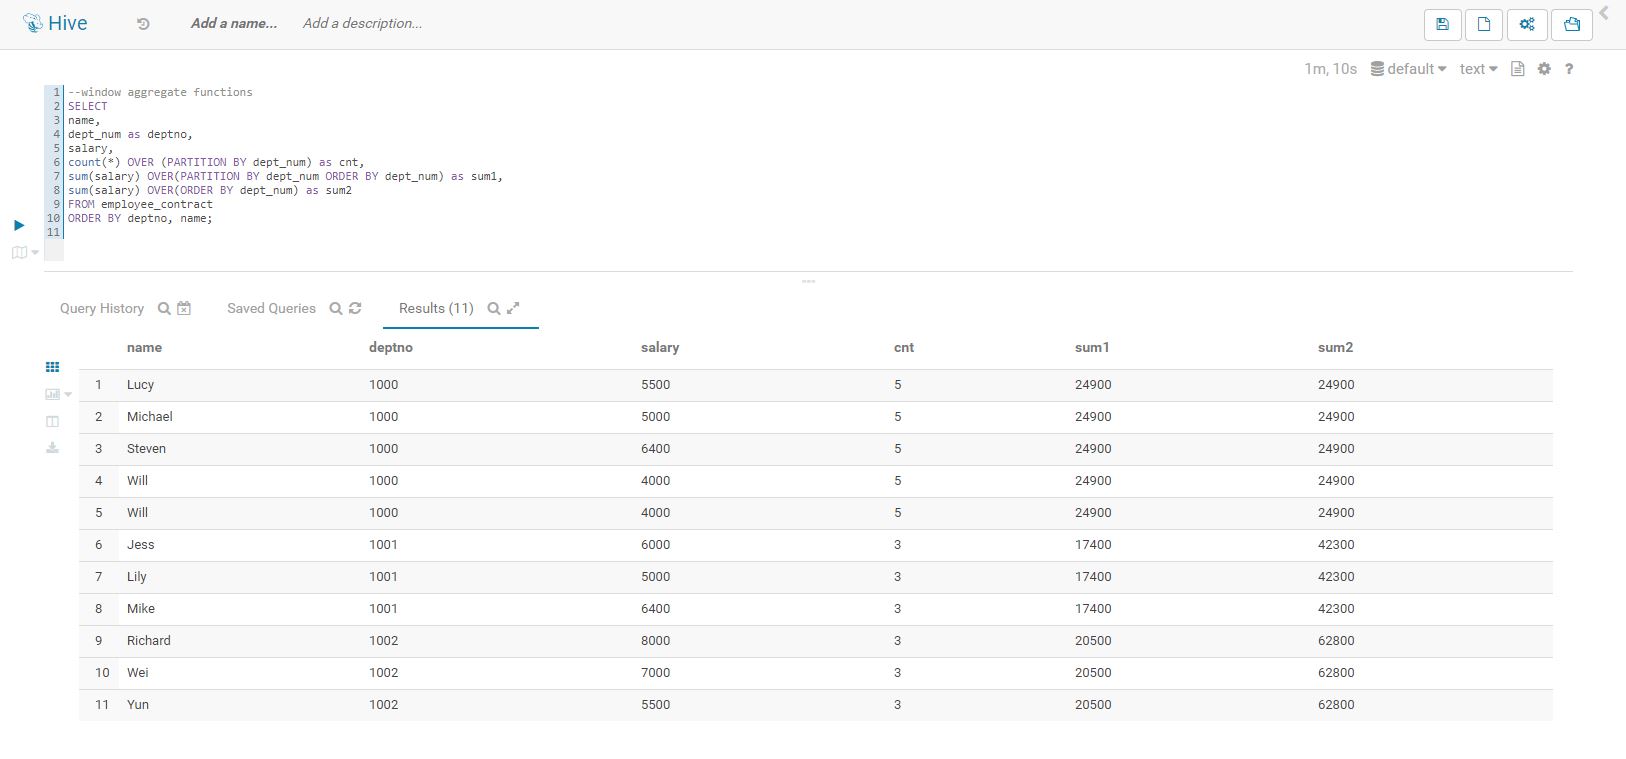 Hive Add a name... Add a description...
1m, 10s default text ?
1 --window aggregate functions
2 SELECT
3 name,
4 dept_num as deptno,
5 salary,
6 count(*) OVER (PARTITION BY dept_num) as cnt,
7 sum(salary) OVER(PARTITION BY dept_num ORDER BY dept_num) as sum1,
8 sum(salary) OVER(ORDER BY dept_num) as sum2
9 FROM employee_contract
10 ORDER BY deptno, name;
11
Query History Saved Queries Results (11)
name deptno salary cnt sum1 sum2
1 Lucy 1000 5500 5 24900 24900
2 Michael 1000 5000 5 24900 24900
3 Steven 1000 6400 5 24900 24900
4 Will 1000 4000 5 24900 24900
5 Will 1000 4000 5 24900 24900
6 Jess 1001 6000 3 17400 42300
7 Lily 1001 5000 3 17400 42300
8 Mike 1001 6400 3 17400 42300
9 Richard 1002 8000 3 20500 62800
10 Wei 1002 7000 3 20500 62800
11 Yun 1002 5500 3 20500 62800